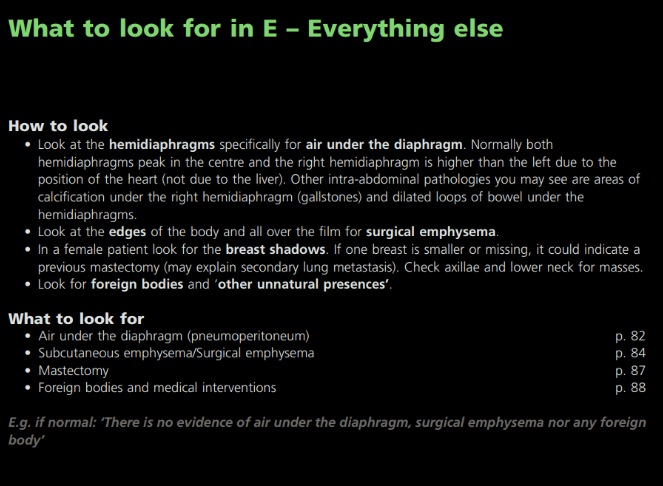 What to look for in E – Everything else
How to look
• Look at the hemidiaphragms specifically for air under the diaphragm. Normally both
hemidiaphragms peak in the centre and the right hemidiaphragm is higher than the left due to the
position of the heart (not due to the liver). Other intra-abdominal pathologies you may see are areas of
calcification under the right hemidiaphragm (gallstones) and dilated loops of bowel under the
hemidiaphragms.
• Look at the edges of the body and all over the film for surgical emphysema.
• In a female patient look for the breast shadows. If one breast is smaller or missing, it could indicate a
previous mastectomy (may explain secondary lung metastasis). Check axillae and lower neck for masses.
• Look for foreign bodies and ‘other unnatural presences’.
What to look for
• Air under the diaphragm (pneumoperitoneum) p. 82
• Subcutaneous emphysema/Surgical emphysema p. 84
• Mastectomy p. 87
• Foreign bodies and medical interventions p. 88
E.g. if normal: ‘There is no evidence of air under the diaphragm, surgical emphysema nor any foreign
body’